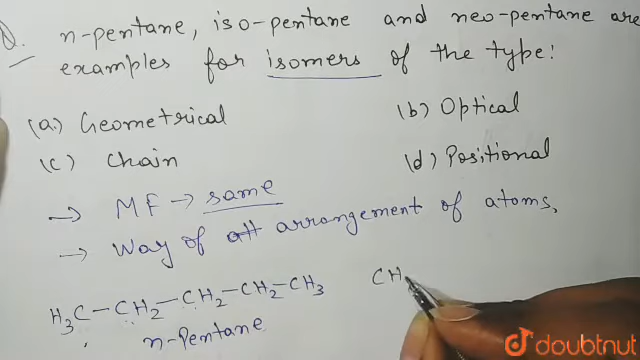 Q. n-pentane, iso-pentane and neo-pentane are
examples for isomers of the type:
(a.) Geometrical (b) Optical
(c) Chain (d) Positional
→ MF → same
→ Way of arrangement of atoms,
H3C - CH2 - CH2 - CH2 - CH3 CH
n-Pentane
doubtnut